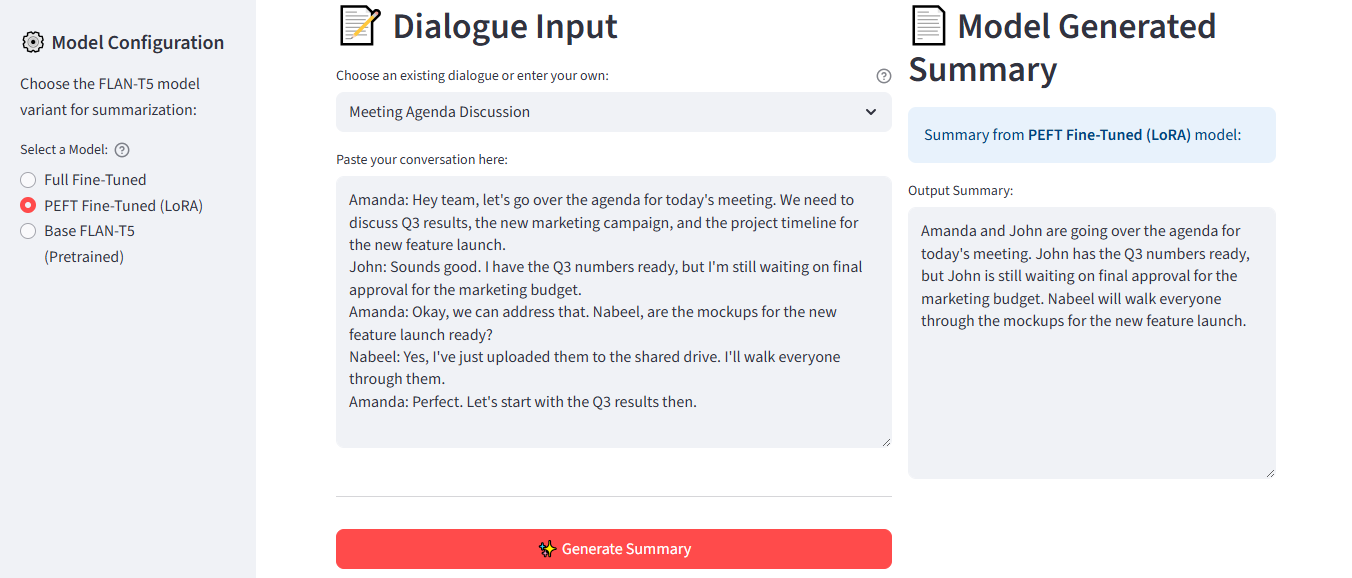 Model Configuration
Choose the FLAN-T5 model
variant for summarization:
Select a Model:
Full Fine-Tuned
PEFT Fine-Tuned (LoRA)
Base FLAN-T5
(Pretrained)
Dialogue Input
Choose an existing dialogue or enter your own:
Meeting Agenda Discussion
Paste your conversation here:
Amanda: Hey team, let's go over the agenda for today's meeting. We need to
discuss Q3 results, the new marketing campaign, and the project timeline for
the new feature launch.
John: Sounds good. I have the Q3 numbers ready, but I'm still waiting on final
approval for the marketing budget.
Amanda: Okay, we can address that. Nabeel, are the mockups for the new
feature launch ready?
Nabeel: Yes, I've just uploaded them to the shared drive. I'll walk everyone
through them.
Amanda: Perfect. Let's start with the Q3 results then.
Generate Summary
Model Generated
Summary
Summary from PEFT Fine-Tuned (LoRA) model:
Output Summary:
Amanda and John are going over the agenda for
today's meeting. John has the Q3 numbers ready,
but John is still waiting on final approval for the
marketing budget. Nabeel will walk everyone
through the mockups for the new feature launch.